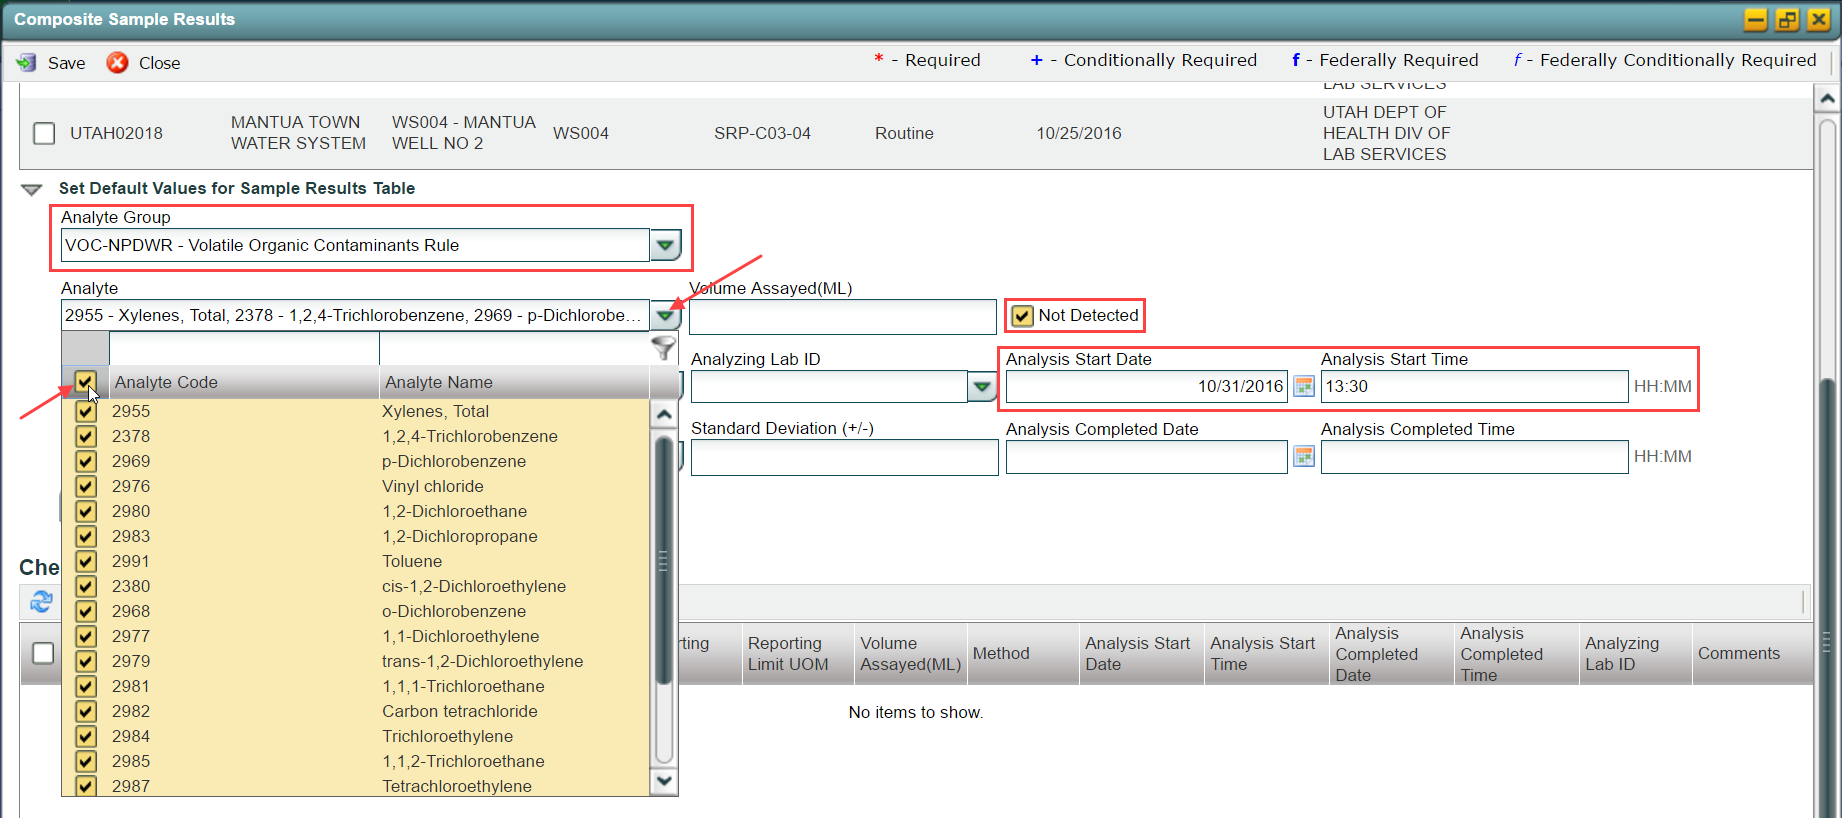 Composite Sample Results
Save Close * - Required + - Conditionally Required f - Federally Required f - Federally Conditionally Required
LAB SERVICES
UTAH02018 MANTUA TOWN WATER SYSTEM WS004 - MANTUA WELL NO 2 WS004 SRP-C03-04 Routine 10/25/2016 UTAH DEPT OF HEALTH DIV OF LAB SERVICES
Set Default Values for Sample Results Table
Analyte Group
VOC-NPDWR - Volatile Organic Contaminants Rule
Analyte Volume Assayed(ML)
2955 - Xylenes, Total, 2378 - 1,2,4-Trichlorobenzene, 2969 - p-Dichlorobe... Not Detected
Analyzing Lab ID Analysis Start Date Analysis Start Time
10/31/2016 13:30 HH:MM
Analyte Code Analyte Name
Standard Deviation (+/-) Analysis Completed Date Analysis Completed Time
HH:MM
2955 Xylenes, Total
2378 1,2,4-Trichlorobenzene
2969 p-Dichlorobenzene
2976 Vinyl chloride
2980 1,2-Dichloroethane
2983 1,2-Dichloropropane
2991 Toluene
2380 cis-1,2-Dichloroethylene
2968 o-Dichlorobenzene
2977 1,1-Dichloroethylene
2979 trans-1,2-Dichloroethylene
2981 1,1,1-Trichloroethane
2982 Carbon tetrachloride
2984 Trichloroethylene
2985 1,1,2-Trichloroethane
2987 Tetrachloroethylene
Che
rting Reporting Limit UOM Volume Assayed(ML) Method Analysis Start Date Analysis Start Time Analysis Completed Date Analysis Completed Time Analyzing Lab ID Comments
No items to show.